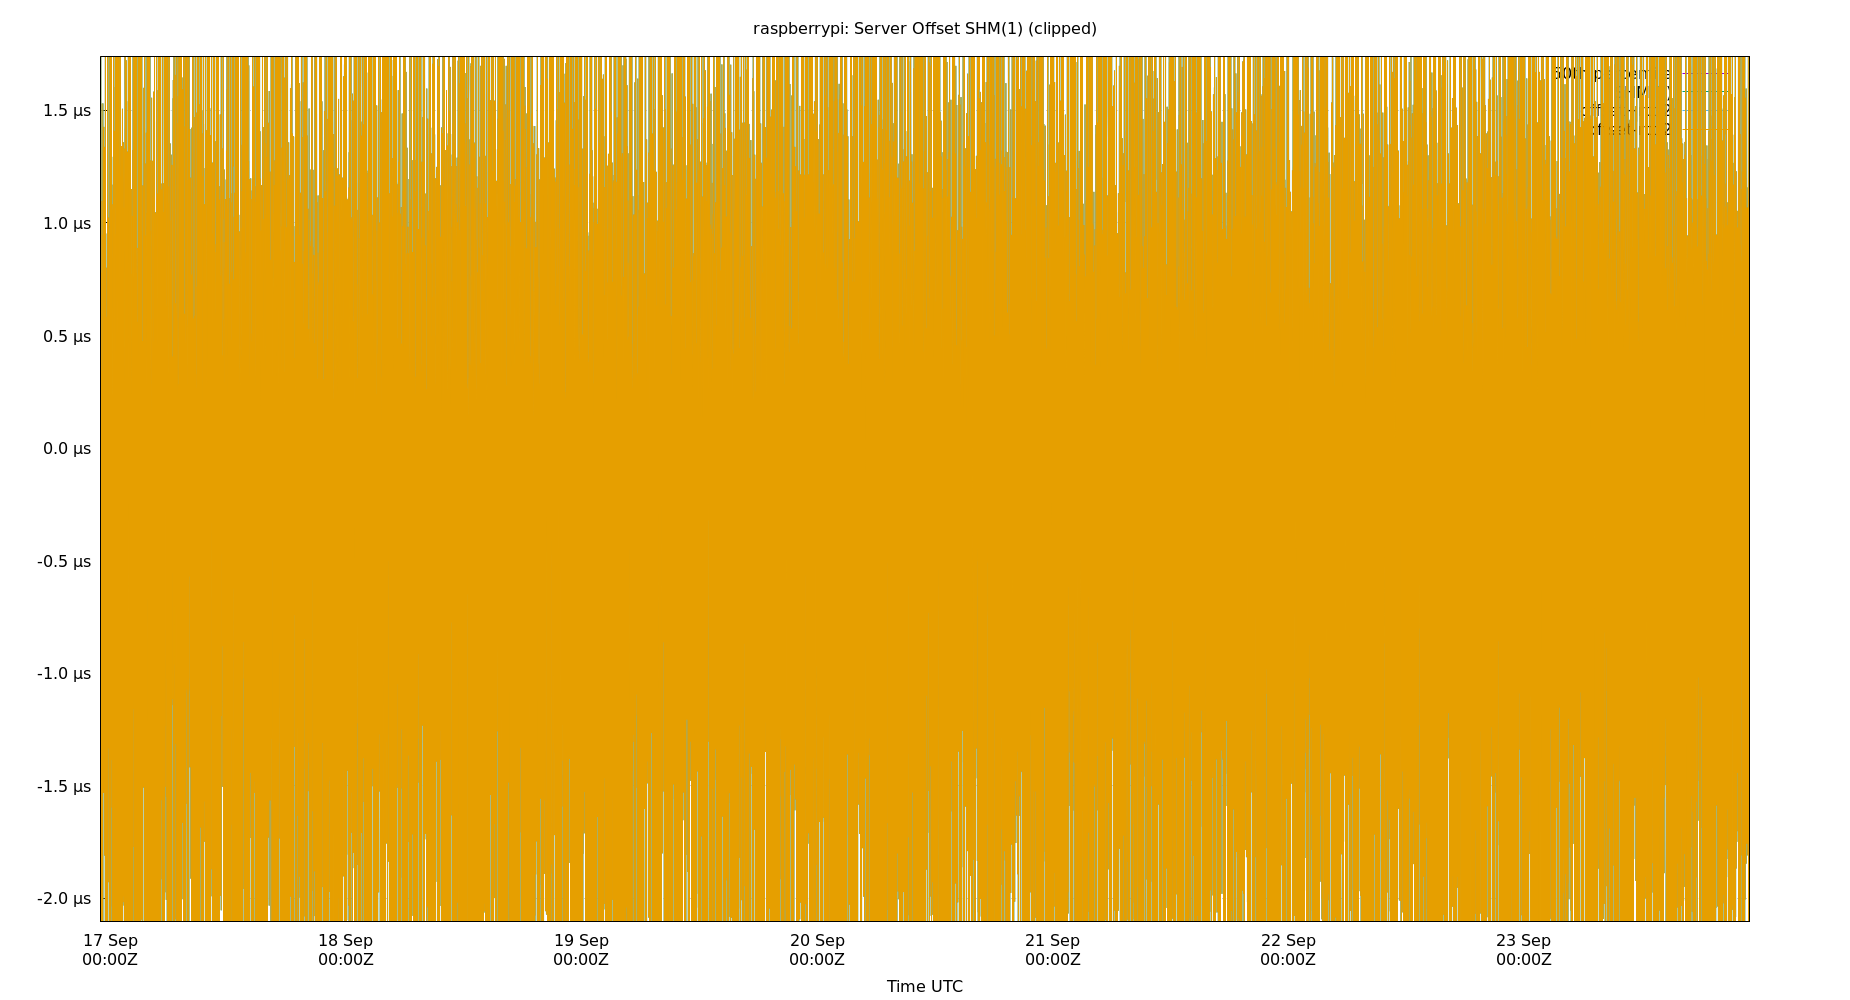 raspberrypi: Server Offset SHM(1) (clipped)
1.5 µs
1.0 µs
0.5 µs
0.0 µs
-0.5 µs
-1.0 µs
-1.5 µs
-2.0 µs
17 Sep 18 Sep 19 Sep 20 Sep 21 Sep 22 Sep 23 Sep
00:00Z 00:00Z 00:00Z 00:00Z 00:00Z 00:00Z 00:00Z
Time UTC